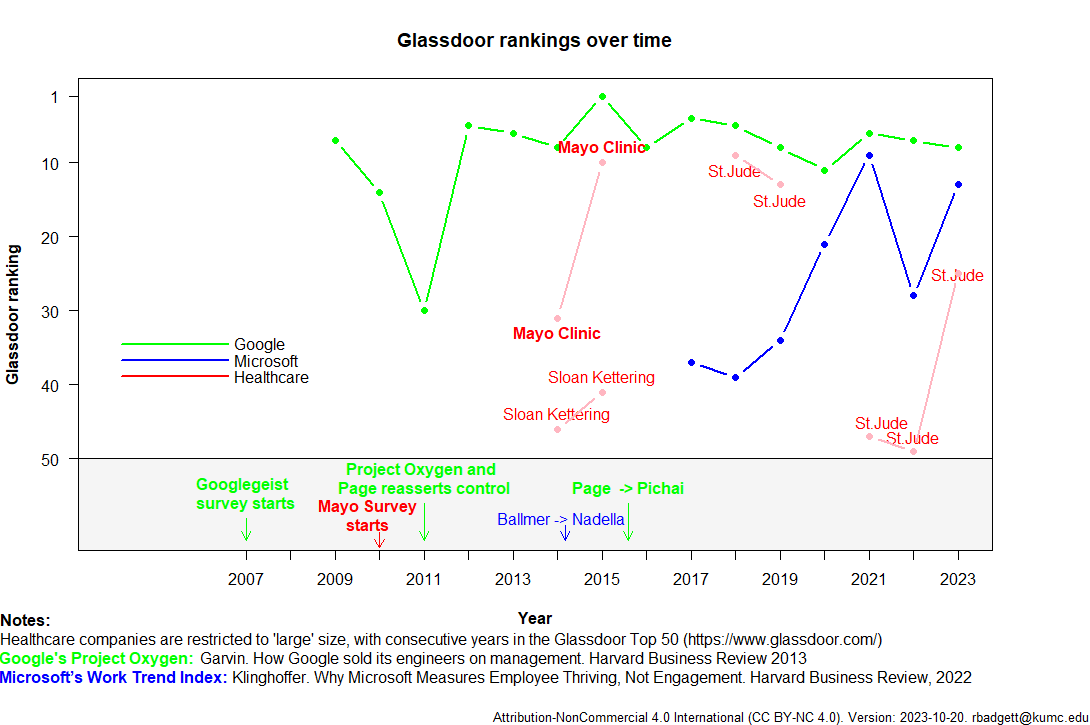 Glassdoor rankings over time
Glassdoor ranking
1
10
20
30
40
50
Mayo Clinic
St.Jude
St.Jude
St.Jude
Mayo Clinic
Google
Microsoft
Healthcare
Sloan Kettering
Sloan Kettering
St.Jude
St.Jude
Googlegeist
survey starts
Project Oxygen and
Page reasserts control
Mayo Survey
starts
Page -> Pichai
Ballmer -> Nadella
2007 2009 2011 2013 2015 2017 2019 2021 2023
Year
Notes:
Healthcare companies are restricted to 'large' size, with consecutive years in the Glassdoor Top 50 (https://www.glassdoor.com/)
Google's Project Oxygen: Garvin. How Google sold its engineers on management. Harvard Business Review 2013
Microsoft's Work Trend Index: Klinghoffer. Why Microsoft Measures Employee Thriving, Not Engagement. Harvard Business Review, 2022
Attribution-NonCommercial 4.0 International (CC BY-NC 4.0). Version: 2023-10-20. rbadgett@kumc.edu